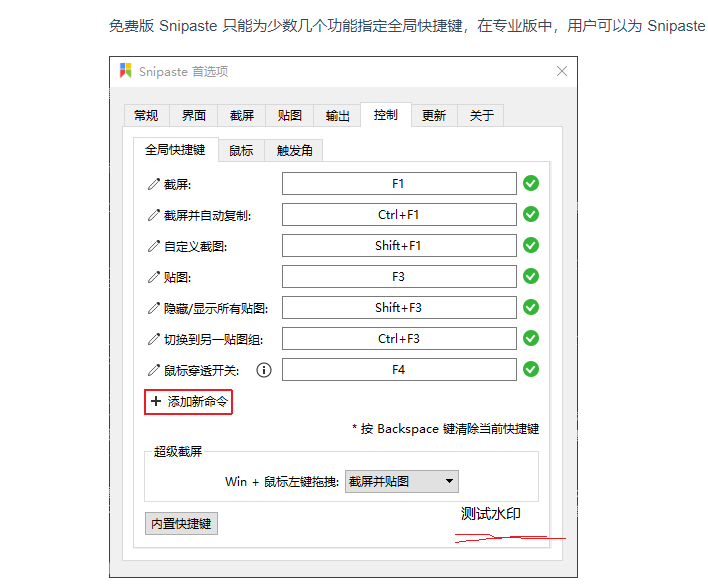 免费版 Snipaste 只能为少数几个功能指定全局快捷键，在专业版中，用户可以为 Snipaste
Snipaste 首选项
常规 界面 截屏 贴图 输出 控制 更新 关于
全局快捷键 鼠标 触发角
截屏: F1
截屏并自动复制: Ctrl+F1
自定义截图: Shift+F1
贴图: F3
隐藏/显示所有贴图: Shift+F3
切换到另一贴图组: Ctrl+F3
鼠标穿透开关: F4
+ 添加新命令
* 按 Backspace 键清除当前快捷键
超级截屏
Win + 鼠标左键拖拽: 截屏并贴图
测试水印
内置快捷键